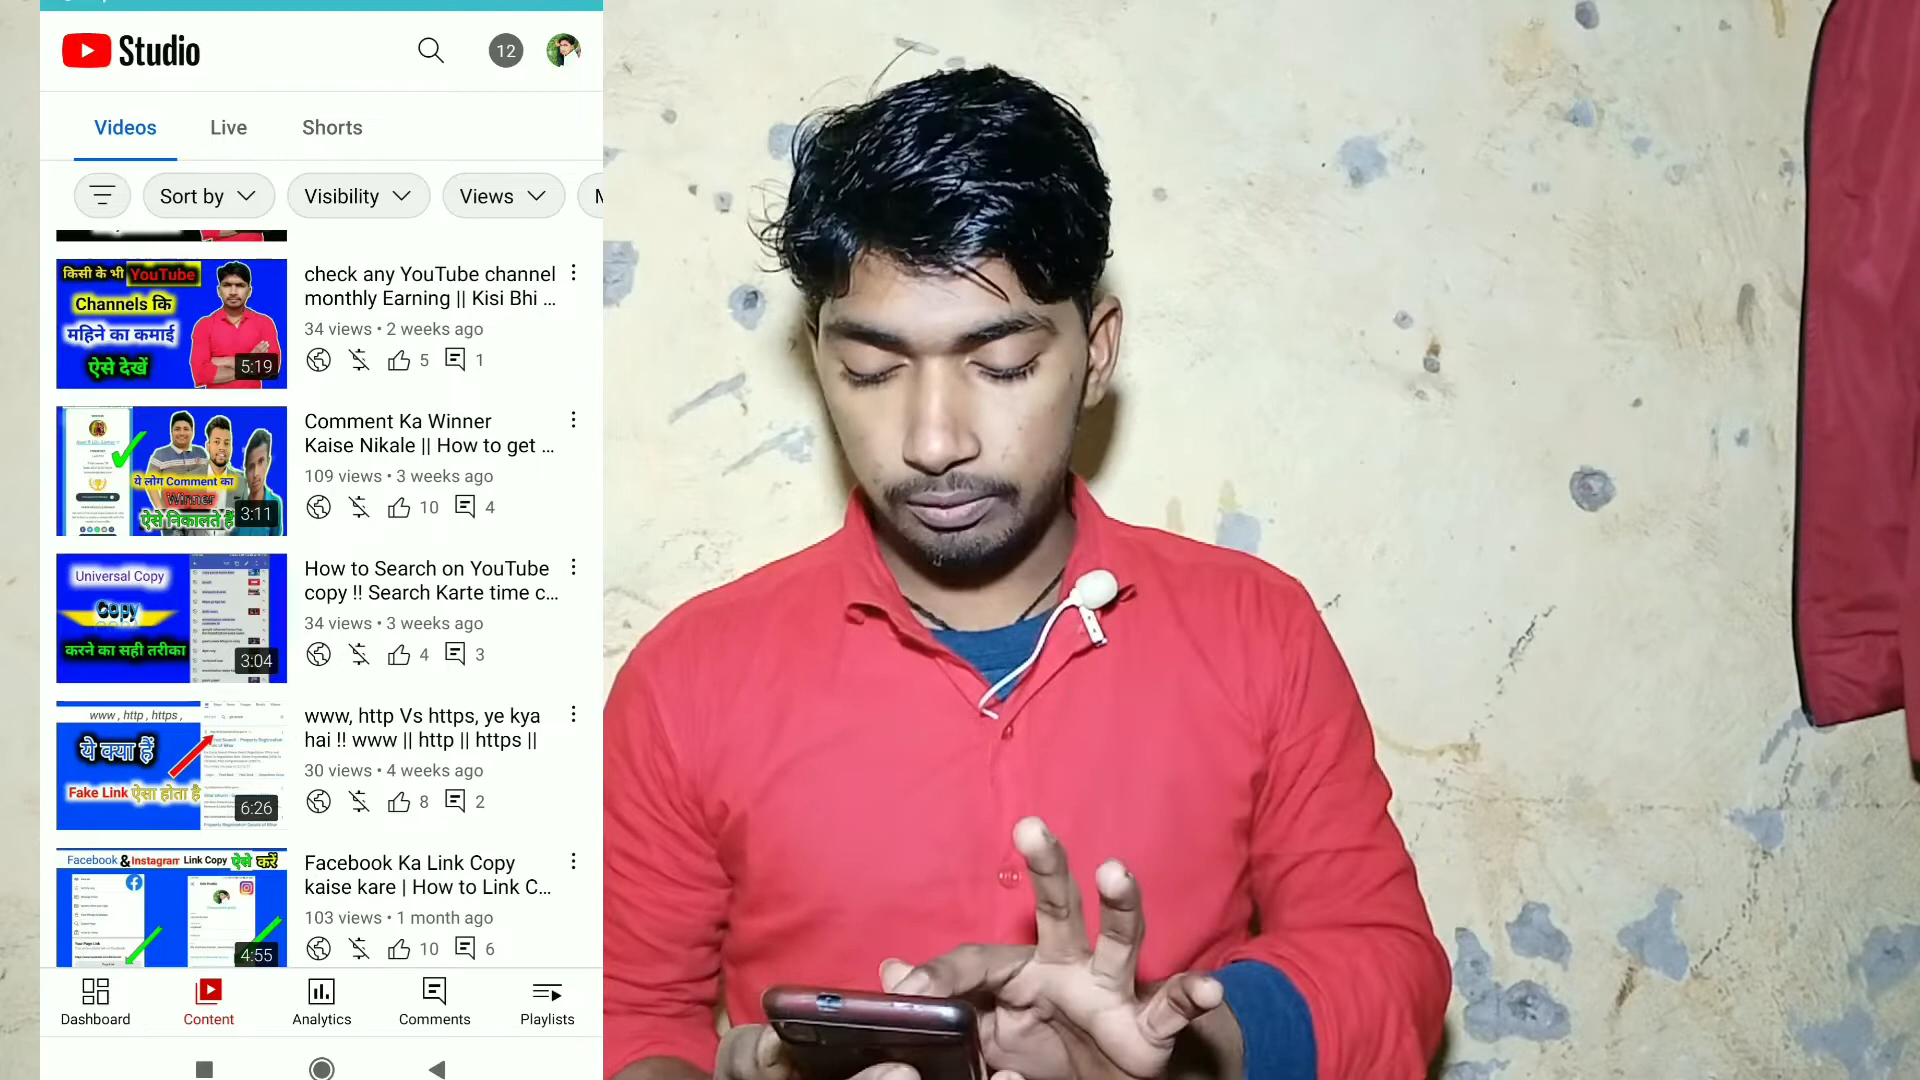 Studio
12
Videos Live Shorts
Sort by Visibility Views M
किसी के भी YouTube
Channels कि
महिने का कमाई
ऐसे देखें
5:19
check any YouTube channel
monthly Earning || Kisi Bhi ...
34 views • 2 weeks ago
5 1
ये लोग Comment का
Winner
ऐसे निकालते हैं
3:11
Comment Ka Winner
Kaise Nikale || How to get ...
109 views • 3 weeks ago
10 4
Universal Copy
Copy
करने का सही तरीका
3:04
How to Search on YouTube
copy !! Search Karte time c...
34 views • 3 weeks ago
4 3
www , http , https ,
ये क्या हैं
Fake Link ऐसा होता है
6:26
www, http Vs https, ye kya
hai !! www || http || https ||
30 views • 4 weeks ago
8 2
Facebook & Instagram Link Copy ऐसे करें
4:55
Facebook Ka Link Copy
kaise kare | How to Link C...
103 views • 1 month ago
10 6
Dashboard Content Analytics Comments Playlists